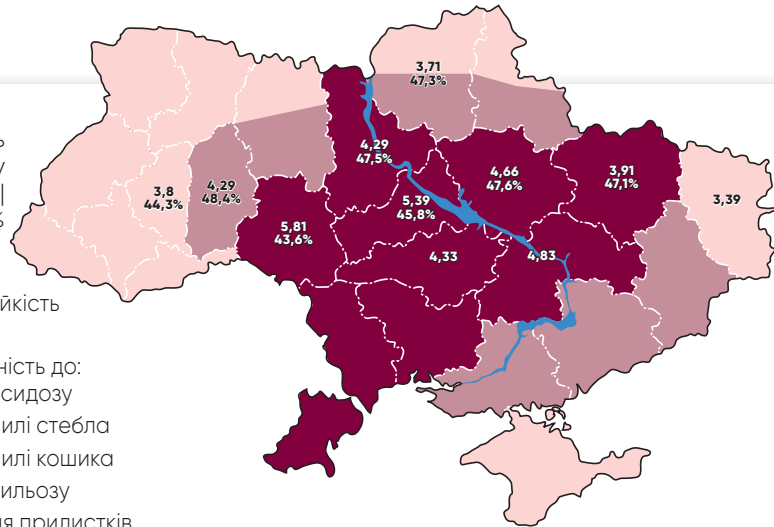 ь
у
|
%
йкість
ність до:
сидозу
илі стебла
илі кошика
ильозу
ня прилистків
3,71
47,3%
4,29
47,5%
4,66
47,6%
3,91
47,1%
3,8
44,3%
4,29
48,4%
3,39
5,39
45,8%
5,81
43,6%
4,33
4,83